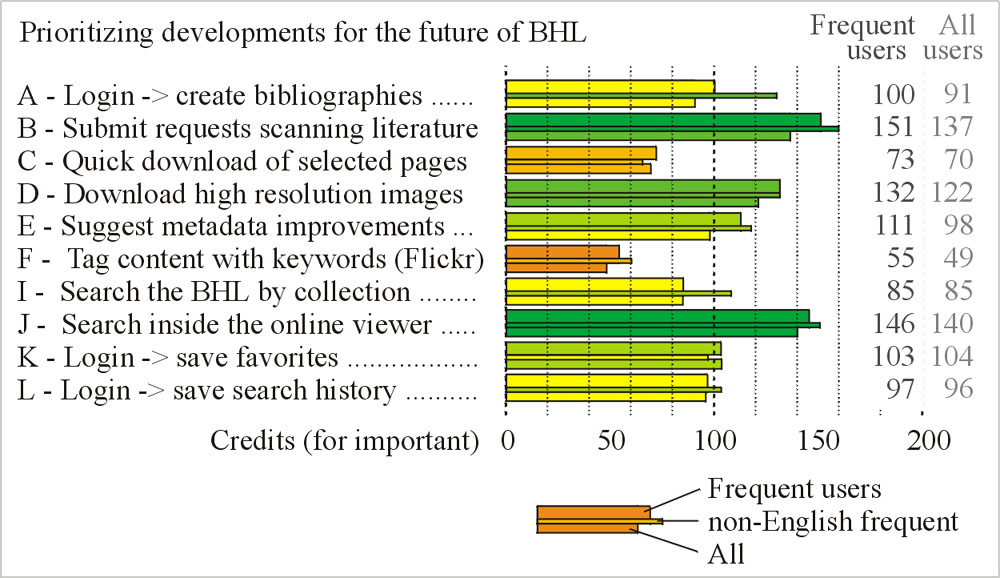 Prioritizing developments for the future of BHL
Frequent users
All users
A - Login -> create bibliographies ...... 100 91
B - Submit requests scanning literature 151 137
C - Quick download of selected pages 73 70
D - Download high resolution images 132 122
E - Suggest metadata improvements ... 111 98
F - Tag content with keywords (Flickr) 55 49
I - Search the BHL by collection ........ 85 85
J - Search inside the online viewer ..... 146 140
K - Login -> save favorites .................. 103 104
L - Login -> save search history .......... 97 96
Credits (for important) 0 50 100 150 200
Frequent users
non-English frequent
All